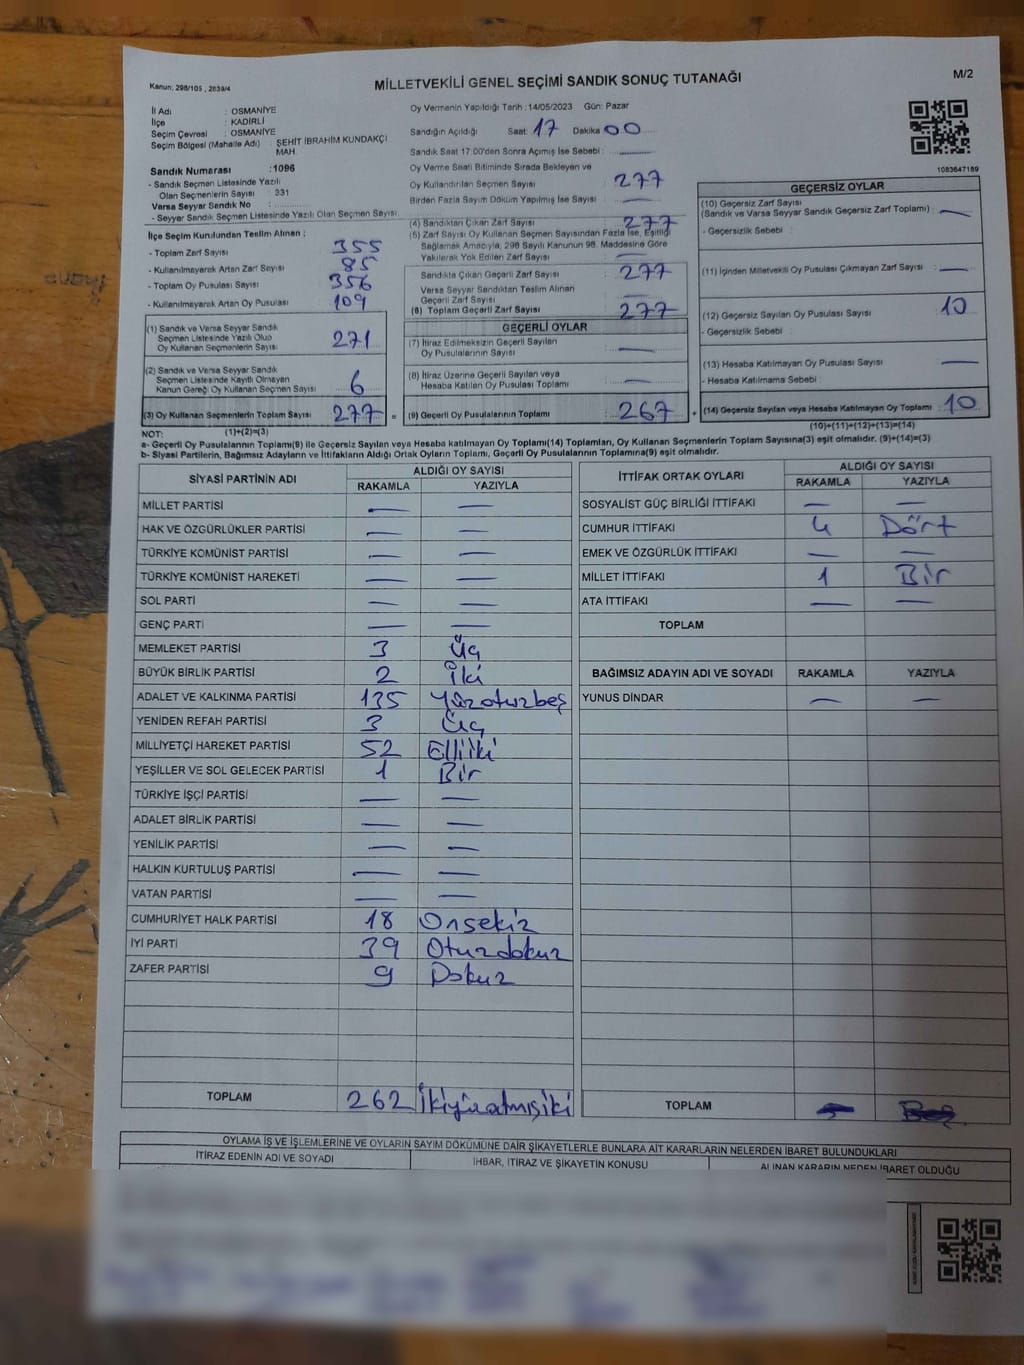 Kanun, 298/105 , 2839/4
MİLLETVEKİLİ GENEL SEÇİMİ SANDIK SONUÇ TUTANAĞI
M/2
İl Adı : OSMANİYE
İlçe : KADİRLİ
Seçim Çevresi : OSMANİYE
Seçim Bölgesi (Mahalle Adı) : ŞEHİT İBRAHİM KUNDAKÇI MAH.
Sandık Numarası : 1096
- Sandık Seçmen Listesinde Yazılı
Olan Seçmenlerin Sayısı : 331
Varsa Seyyar Sandık No :
- Seyyar Sandık Seçmen Listesinde Yazılı Olan Seçmen Sayısı
İlçe Seçim Kurulundan Teslim Alınan :
- Toplam Zarf Sayısı : 355
- Kullanılmayarak Artan Zarf Sayısı : 85
- Toplam Oy Pusulası Sayısı : 356
- Kullanılmayarak Artan Oy Pusulası : 109
(1) Sandık ve Varsa Seyyar Sandık
Seçmen Listesinde Yazılı Olup
Oy Kullanan Seçmenlerin Sayısı : 271
(2) Sandık ve Varsa Seyyar Sandık
Seçmen Listesinde Kayıtlı Olmayan
Kanun Gereği Oy Kullanan Seçmen Sayısı : 6
(3) Oy Kullanan Seçmenlerin Toplam Sayısı : 277 =
Oy Vermenin Yapıldığı Tarih :14/05/2023 Gün: Pazar
Sandığın Açıldığı Saat: 17 Dakika 00
Sandık Saat 17:00'den Sonra Açılmış İse Sebebi : —
Oy Verme Saati Bitiminde Sırada Bekleyen ve
Oy Kullandırılan Seçmen Sayısı : 277
Birden Fazla Sayım Döküm Yapılmış İse Sayısı : —
(4) Sandıktan Çıkan Zarf Sayısı : 277
(5) Zarf Sayısı Oy Kullanan Seçmen Sayısından Fazla İse, Eşitliği
Sağlamak Amacıyla, 298 Sayılı Kanunun 98. Maddesine Göre
Yakılarak Yok Edilen Zarf Sayısı : —
Sandıkta Çıkan Geçerli Zarf Sayısı : 277
Varsa Seyyar Sandıktan Teslim Alınan
Geçerli Zarf Sayısı : —
(6) Toplam Geçerli Zarf Sayısı : 277
GEÇERLİ OYLAR
(7) İtiraz Edilmeksizin Geçerli Sayılan
Oy Pusulalarının Sayısı : —
(8) İtiraz Üzerine Geçerli Sayılan veya
Hesaba Katılan Oy Pusulası Toplamı : —
(9) Geçerli Oy Pusulalarının Toplamı : 267 +
1083647189
GEÇERSİZ OYLAR
(10) Geçersiz Zarf Sayısı
(Sandık ve Varsa Seyyar Sandık Geçersiz Zarf Toplamı) : —
- Geçersizlik Sebebi :
(11) İçinden Milletvekili Oy Pusulası Çıkmayan Zarf Sayısı : —
(12) Geçersiz Sayılan Oy Pusulası Sayısı : 10
- Geçersizlik Sebebi :
(13) Hesaba Katılmayan Oy Pusulası Sayısı : —
- Hesaba Katılmama Sebebi :
(14) Geçersiz Sayılan veya Hesaba Katılmayan Oy Toplamı : 10
NOT: (1)+(2)=(3)
(10)+(11)+(12)+(13)=(14)
a- Geçerli Oy Pusulalarının Toplamı(9) ile Geçersiz Sayılan veya Hesaba katılmayan Oy Toplamı(14) Toplamları, Oy Kullanan Seçmenlerin Toplam Sayısına(3) eşit olmalıdır. (9)+(14)=(3)
b- Siyasi Partilerin, Bağımsız Adayların ve İttifakların Aldığı Ortak Oyların Toplamı, Geçerli Oy Pusulalarının Toplamına(9) eşit olmalıdır.
SİYASİ PARTİNİN ADI ALDIĞI OY SAYISI
RAKAMLA YAZIYLA
MİLLET PARTİSİ — —
HAK VE ÖZGÜRLÜKLER PARTİSİ — —
TÜRKİYE KOMÜNİST PARTİSİ — —
TÜRKİYE KOMÜNİST HAREKETİ — —
SOL PARTİ — —
GENÇ PARTİ — —
MEMLEKET PARTİSİ 3 Üç
BÜYÜK BİRLİK PARTİSİ 2 İki
ADALET VE KALKINMA PARTİSİ 135 Yüzotuzbeş
YENİDEN REFAH PARTİSİ 3 Üç
MİLLİYETÇİ HAREKET PARTİSİ 52 Elliiki
YEŞİLLER VE SOL GELECEK PARTİSİ 1 Bir
TÜRKİYE İŞÇİ PARTİSİ — —
ADALET BİRLİK PARTİSİ — —
YENİLİK PARTİSİ — —
HALKIN KURTULUŞ PARTİSİ — —
VATAN PARTİSİ — —
CUMHURİYET HALK PARTİSİ 18 Onsekiz
İYİ PARTİ 39 Otuzdokuz
ZAFER PARTİSİ 9 Dokuz
TOPLAM 262 İkiyüzatmışiki
İTTİFAK ORTAK OYLARI ALDIĞI OY SAYISI
RAKAMLA YAZIYLA
SOSYALİST GÜÇ BİRLİĞİ İTTİFAKI — —
CUMHUR İTTİFAKI 4 Dört
EMEK VE ÖZGÜRLÜK İTTİFAKI — —
MİLLET İTTİFAKI 1 Bir
ATA İTTİFAKI — —
TOPLAM
BAĞIMSIZ ADAYIN ADI VE SOYADI RAKAMLA YAZIYLA
YUNUS DİNDAR — —
TOPLAM
OYLAMA İŞ VE İŞLEMLERİNE VE OYLARIN SAYIM DÖKÜMÜNE DAİR ŞİKAYETLERLE BUNLARA AİT KARARLARIN NELERDEN İBARET BULUNDUKLARI
İTİRAZ EDENİN ADI VE SOYADI İHBAR, İTİRAZ VE ŞİKAYETİN KONUSU ALINAN KARARIN NEDEN İBARET OLDUĞU